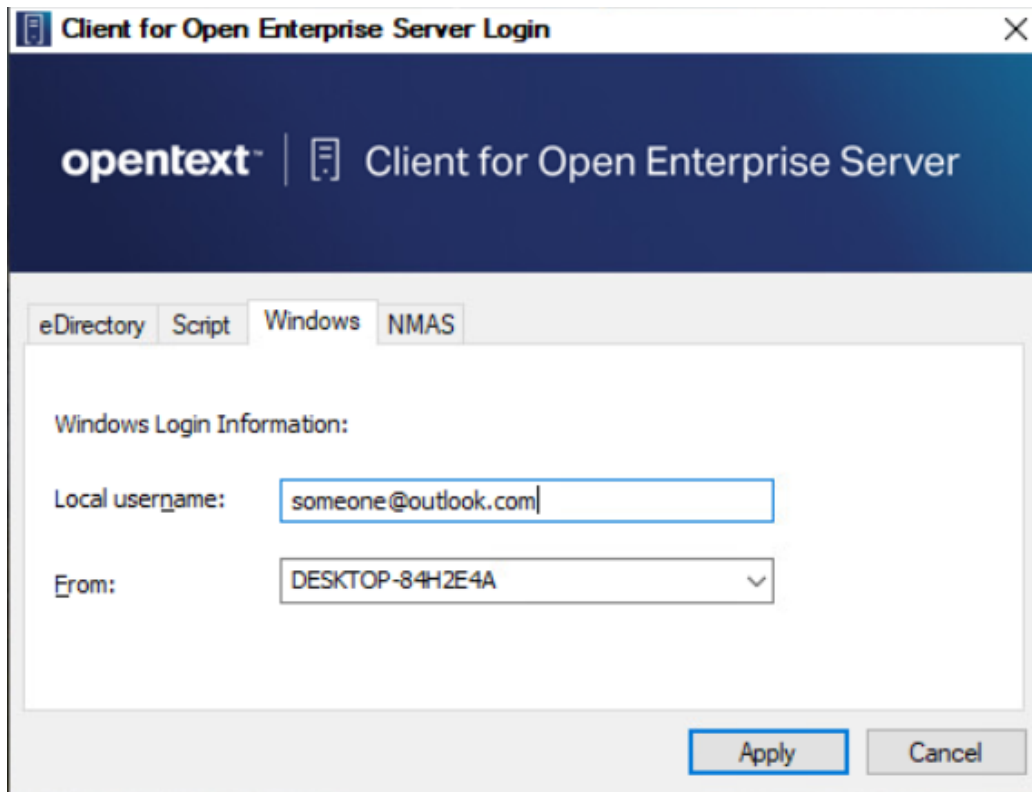 Client for Open Enterprise Server Login
opentext™ | Client for Open Enterprise Server
eDirectory Script Windows NMAS
Windows Login Information:
Local username: someone@outlook.com
From: DESKTOP-84H2E4A
Apply Cancel